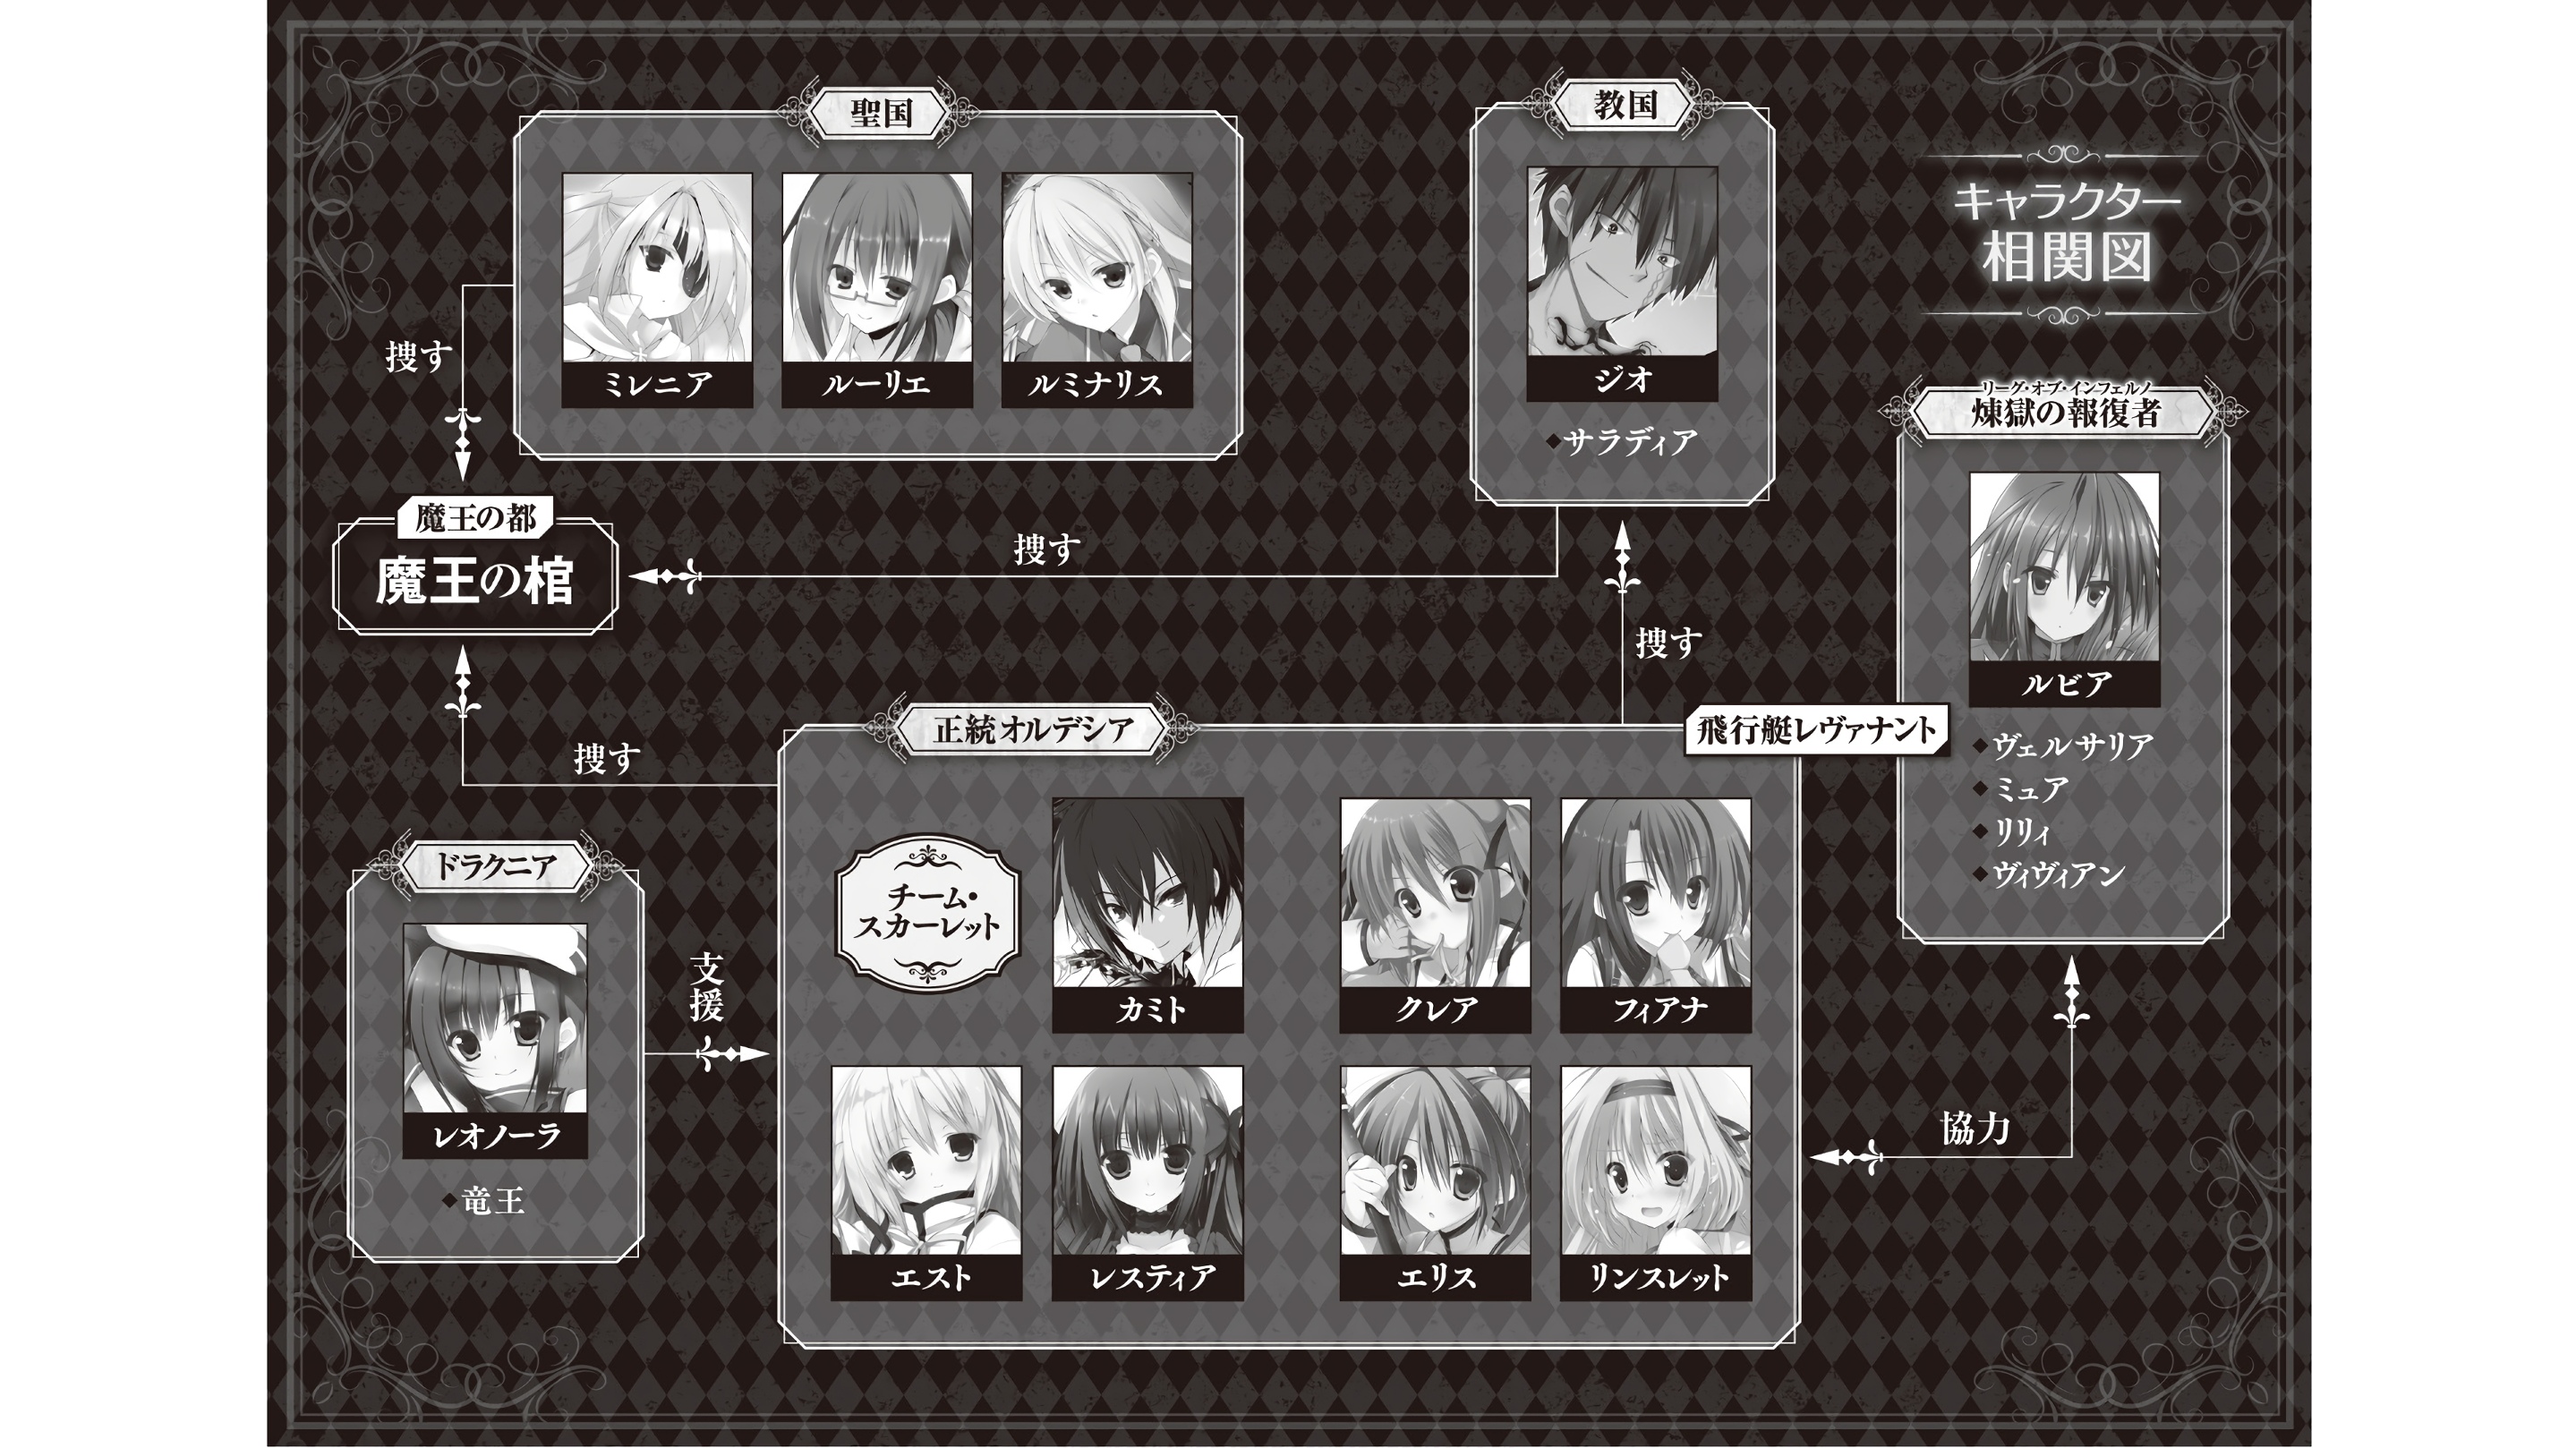 キャラクター
相関図
聖国
ミレニア
ルーリエ
ルミナリス
教国
ジオ
◆サラディア
リーグ・オブ・インフェルノ
煉獄の報復者
ルビア
◆ヴェルサリア
◆ミュア
◆リリィ
◆ヴィヴィアン
捜す
魔王の都
魔王の棺
捜す
捜す
捜す
正統オルデシア
飛行艇レヴァナント
チーム・
スカーレット
カミト
クレア
フィアナ
エスト
レスティア
エリス
リンスレット
ドラクニア
レオノーラ
◆竜王
支援
協力